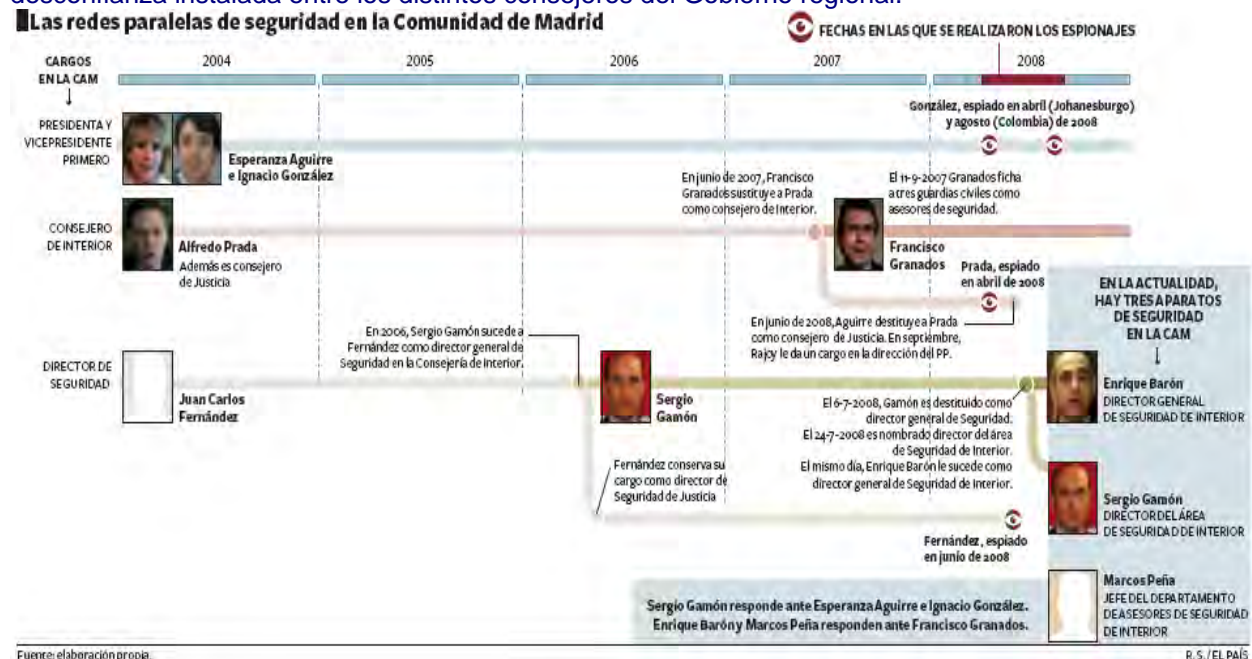 desconfianza instalada entre los distintos consejeros del Gobierno regional.
Las redes paralelas de seguridad en la Comunidad de Madrid
FECHAS EN LAS QUE SE REALIZARON LOS ESPIONAJES
CARGOS
EN LA CAM
2004
2005
2006
2007
2008
González, espiado en abril (Johanesburgo)
y agosto (Colombia) de 2008
PRESIDENTA Y
VICEPRESIDENTE
PRIMERO
Esperanza Aguirre
e Ignacio González
En junio de 2007, Francisco
Granados sustituye a Prada
como consejero de Interior.
El 11-9-2007 Granados ficha
a tres guardias civiles como
asesores de seguridad.
CONSEJERO
DE INTERIOR
Alfredo Prada
Además es consejero
de Justicia
Francisco
Granados
Prada, espiado
en abril de 2008
En junio de 2008, Aguirre destituye a Prada
como consejero de Justicia. En septiembre,
Rajoy le da un cargo en la dirección del PP.
EN LA ACTUALIDAD,
HAY TRES APARATOS
DE SEGURIDAD
EN LA CAM
En 2006, Sergio Gamón sucede a
Fernández como director general de
Seguridad en la Consejería de Interior.
DIRECTOR DE
SEGURIDAD
Juan Carlos
Fernández
Sergio
Gamón
El 6-7-2008, Gamón es destituido como
director general de Seguridad.
El 24-7-2008 es nombrado director del área
de Seguridad de Interior.
El mismo día, Enrique Barón le sucede como
director general de Seguridad de Interior.
Enrique Barón
DIRECTOR GENERAL
DE SEGURIDAD DE INTERIOR
Fernández conserva su
cargo como director de
Seguridad de Justicia
Sergio Gamón
DIRECTOR DEL ÁREA
DE SEGURIDAD DE INTERIOR
Fernández, espiado
en junio de 2008
Marcos Peña
JEFE DEL DEPARTAMENTO
DE ASESORES DE SEGURIDAD
DE INTERIOR
Sergio Gamón responde ante Esperanza Aguirre e Ignacio González.
Enrique Barón y Marcos Peña responden ante Francisco Granados.
Fuente: elaboración propia.
R. S. / EL PAÍS